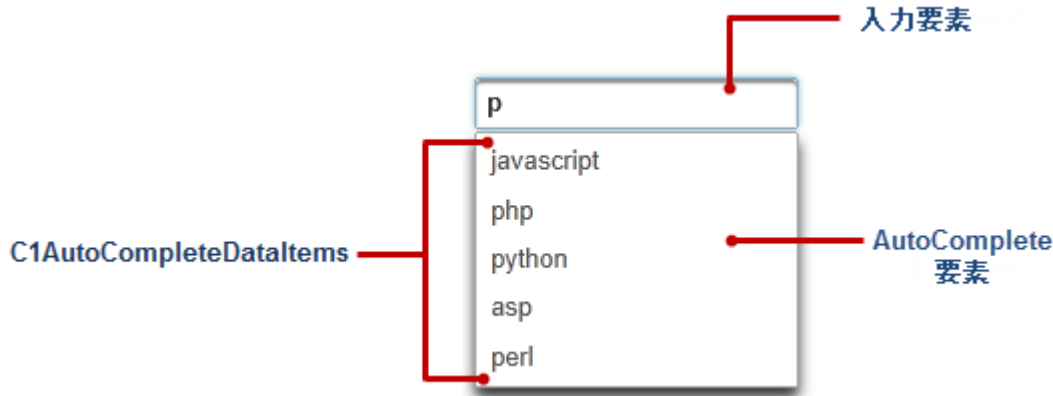 入力要素
p
javascript
php
python
asp
perl
C1AutoCompleteDataItems
AutoComplete
要素